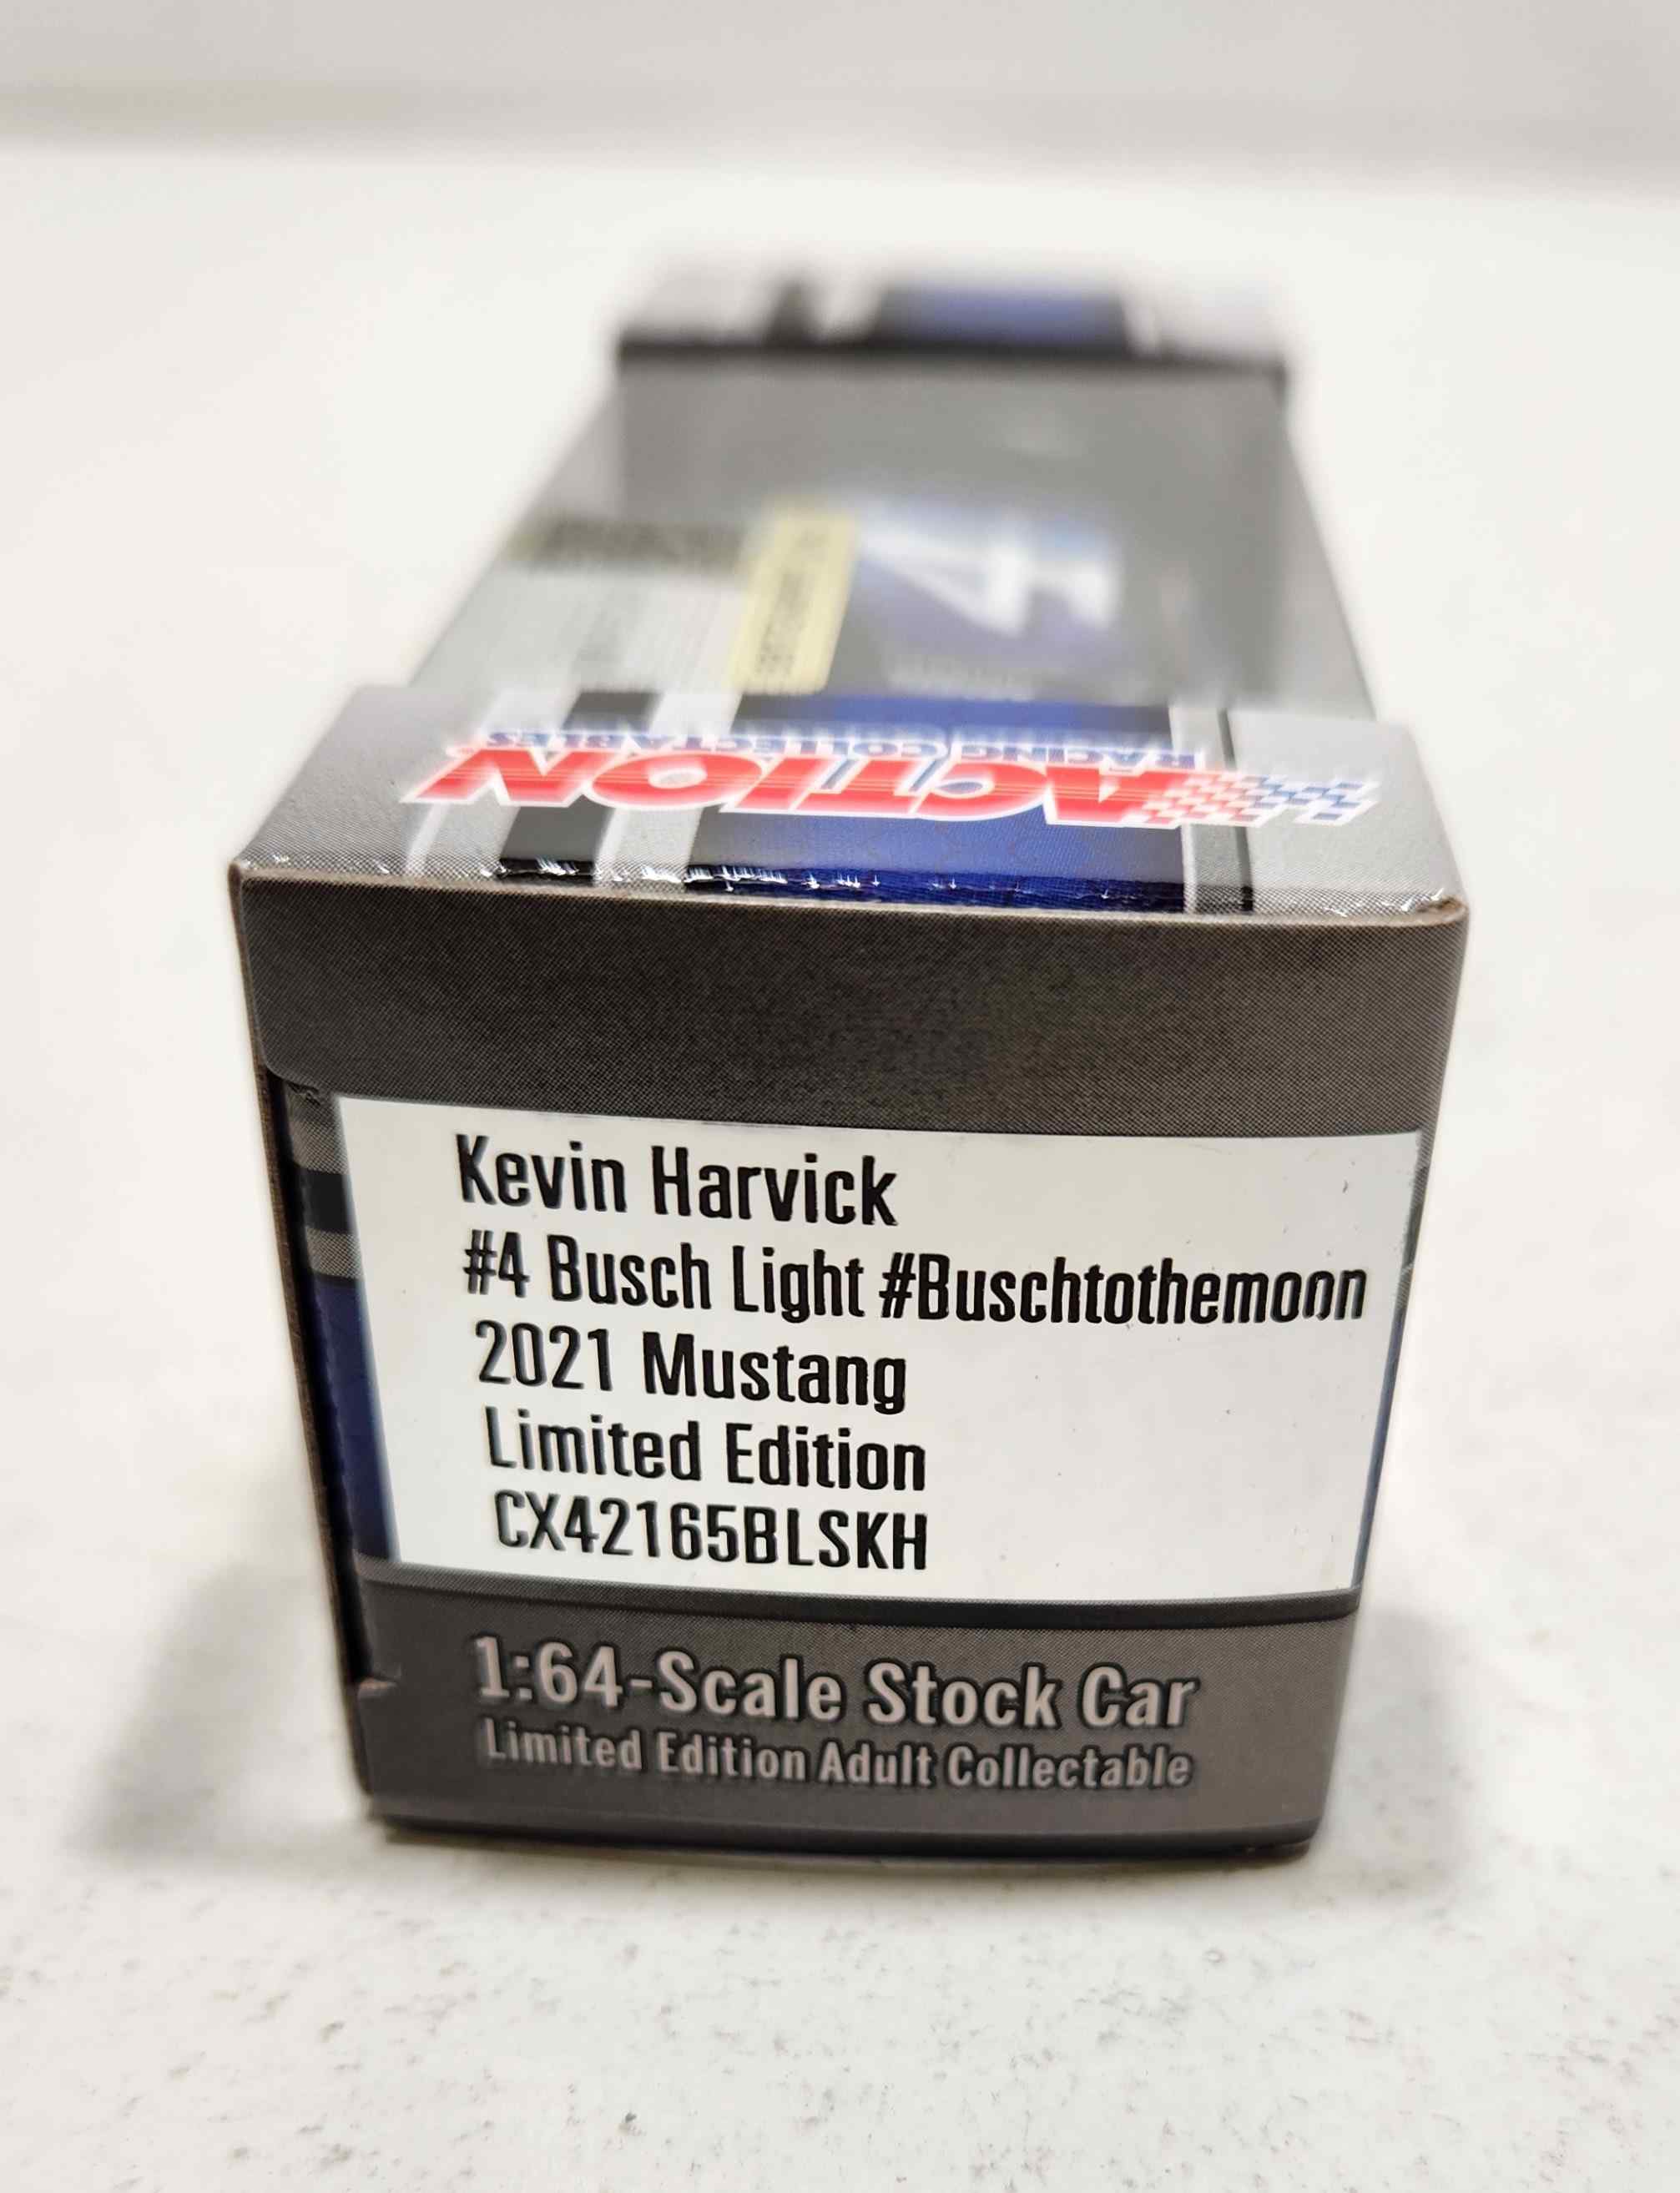 4
ACTION
RACING COLLECTABLES
Kevin Harvick
#4 Busch Light #Buschtothemoon
2021 Mustang
Limited Edition
CX42165BLSKH
1:64-Scale Stock Car
Limited Edition Adult Collectable